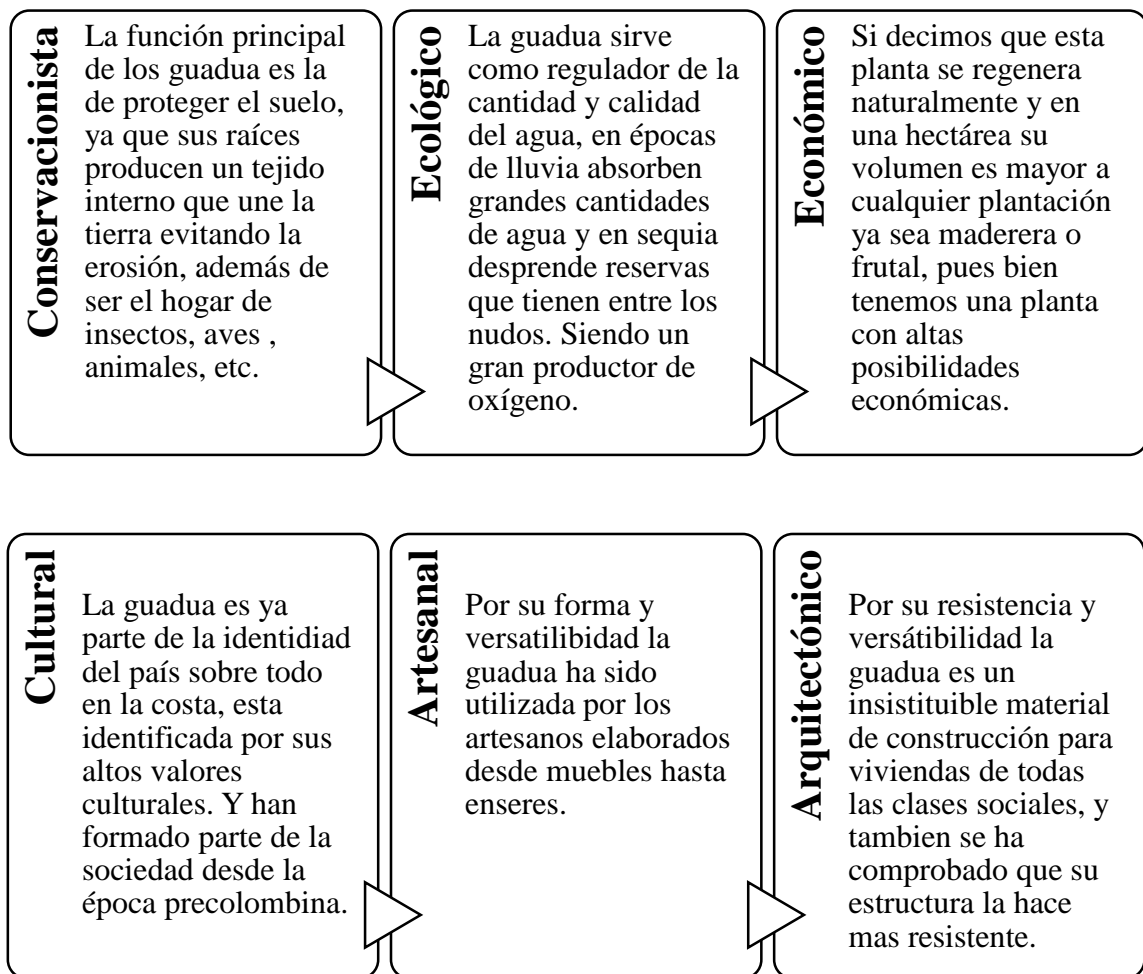 Conservacionista
La función principal
de los guadua es la
de proteger el suelo,
ya que sus raíces
producen un tejido
interno que une la
tierra evitando la
erosión, además de
ser el hogar de
insectos, aves ,
animales, etc.
Ecológico
La guadua sirve
como regulador de la
cantidad y calidad
del agua, en épocas
de lluvia absorben
grandes cantidades
de agua y en sequia
desprende reservas
que tienen entre los
nudos. Siendo un
gran productor de
oxígeno.
Económico
Si decimos que esta
planta se regenera
naturalmente y en
una hectárea su
volumen es mayor a
cualquier plantación
ya sea maderera o
frutal, pues bien
tenemos una planta
con altas
posibilidades
económicas.
Cultural
La guadua es ya
parte de la identidiad
del país sobre todo
en la costa, esta
identificada por sus
altos valores
culturales. Y han
formado parte de la
sociedad desde la
época precolombina.
Artesanal
Por su forma y
versatilibidad la
guadua ha sido
utilizada por los
artesanos elaborados
desde muebles hasta
enseres.
Arquitectónico
Por su resistencia y
versátibilidad la
guadua es un
insistituible material
de construcción para
viviendas de todas
las clases sociales, y
tambien se ha
comprobado que su
estructura la hace
mas resistente.